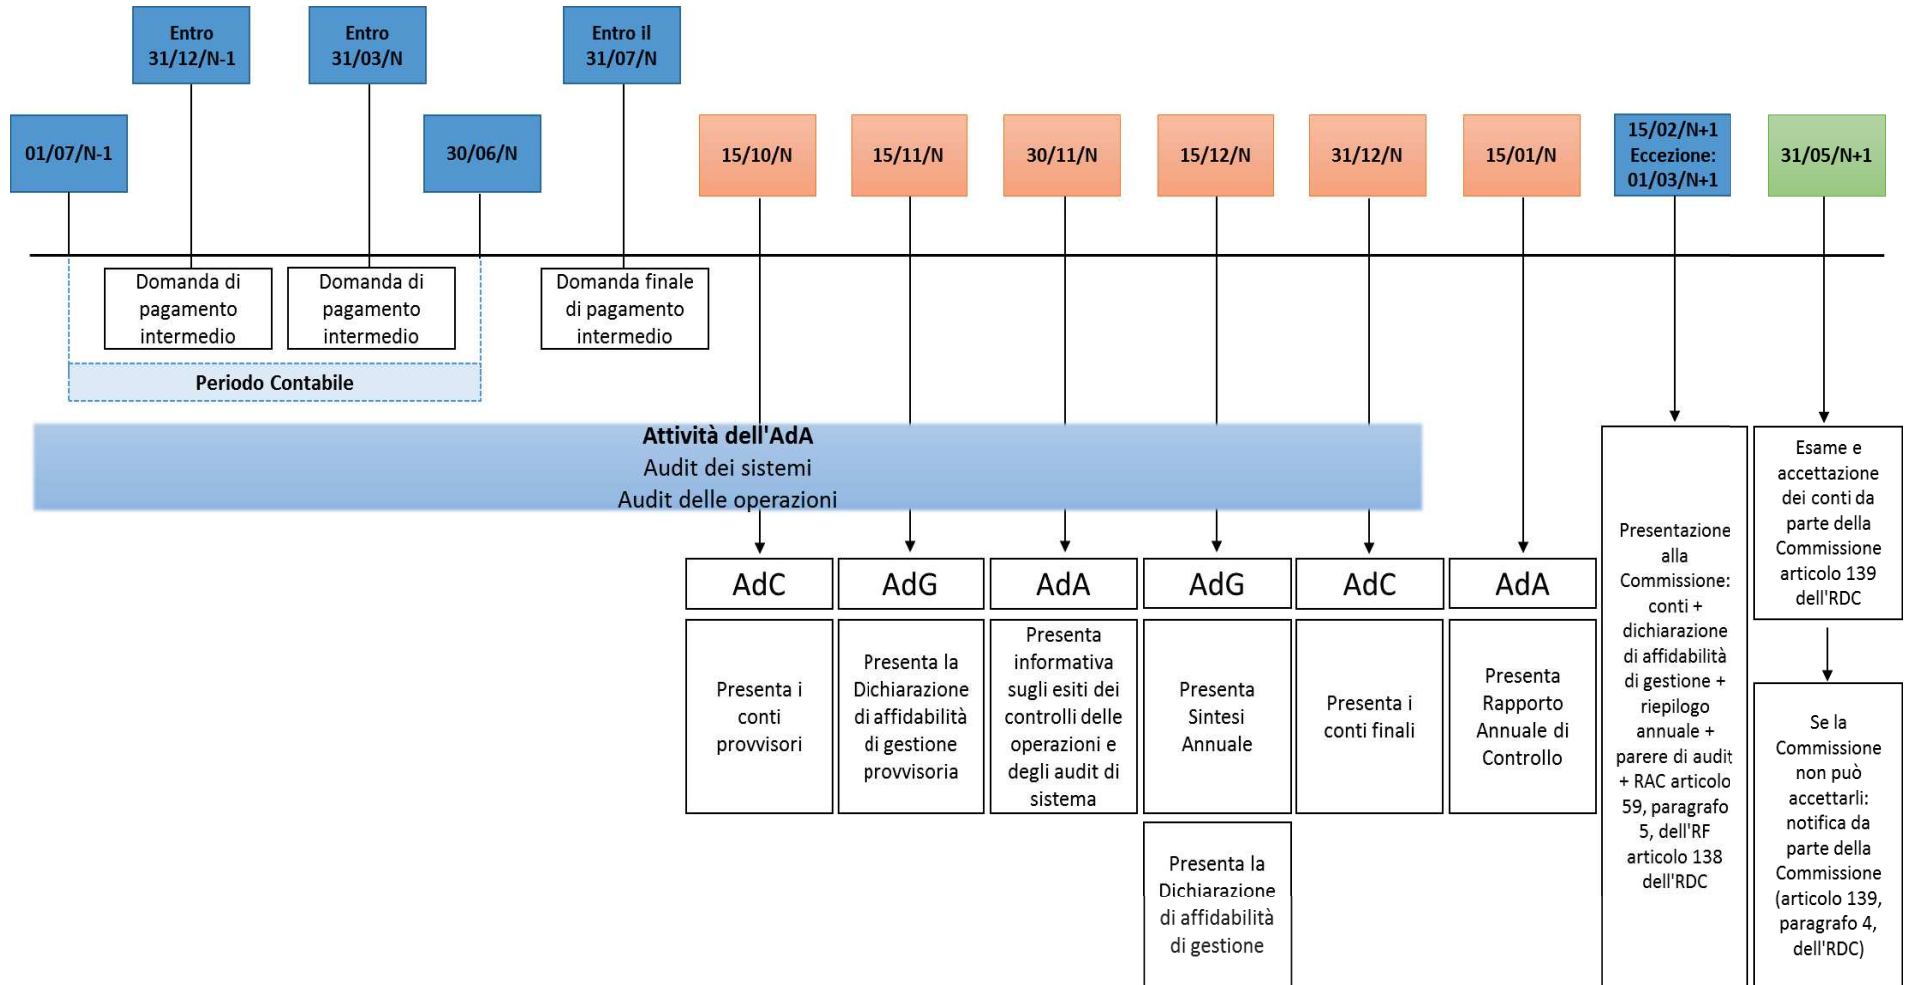 Entro
31/12/N-1
Entro
31/03/N
Entro il
31/07/N
01/07/N-1
30/06/N
15/10/N
15/11/N
30/11/N
15/12/N
31/12/N
15/01/N
15/02/N+1
Eccezione:
01/03/N+1
31/05/N+1
Domanda di
pagamento
intermedio
Domanda di
pagamento
intermedio
Domanda finale
di pagamento
intermedio
Periodo Contabile
Attività dell'AdA
Audit dei sistemi
Audit delle operazioni
AdC
Presenta i
conti
provvisori
AdG
Presenta la
Dichiarazione
di affidabilità
di gestione
provvisoria
AdA
Presenta
informativa
sugli esiti dei
controlli delle
operazioni e
degli audit di
sistema
AdG
Presenta
Sintesi
Annuale
Presenta la
Dichiarazione
di affidabilità
di gestione
AdC
Presenta i
conti finali
AdA
Presenta
Rapporto
Annuale di
Controllo
Presentazione
alla
Commissione:
conti +
dichiarazione
di affidabilità
di gestione +
riepilogo
annuale +
parere di audit
+ RAC articolo
59, paragrafo
5, dell'RF
articolo 138
dell'RDC
Esame e
accettazione
dei conti da
parte della
Commissione
articolo 139
dell'RDC
Se la
Commissione
non può
accettarli:
notifica da
parte della
Commissione
(articolo 139,
paragrafo 4,
dell'RDC)